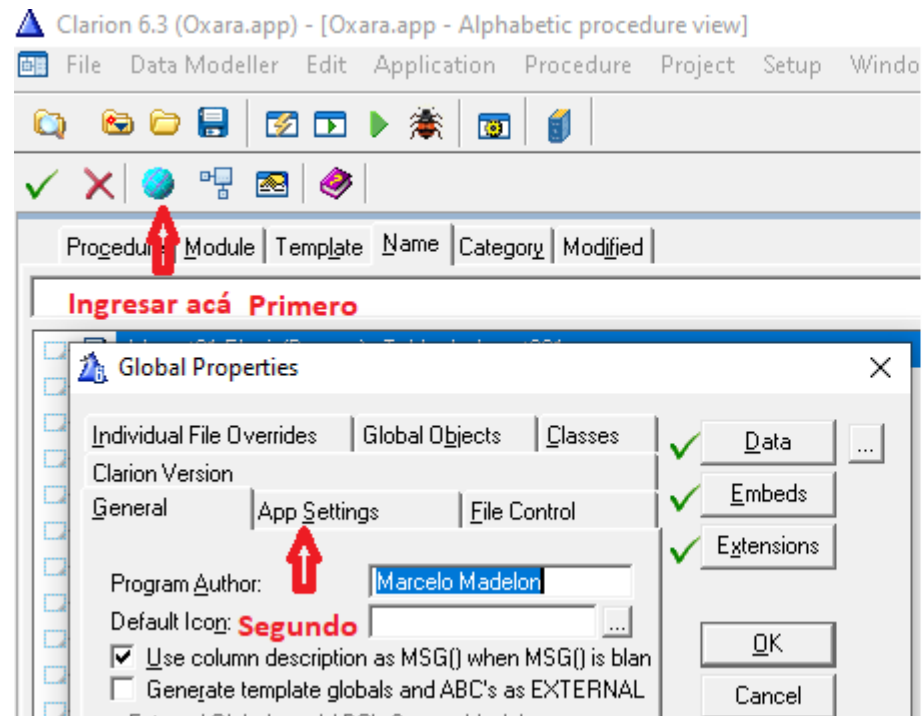 Clarion 6.3 (Oxara.app) - [Oxara.app - Alphabetic procedure view]
File Data Modeller Edit Application Procedure Project Setup Windo
Module Template Name Category Modified
Ingresar acá Primero
Global Properties
Individual File Overrides Global Objects Classes
Data ...
Clarion Version
Embeds
General App Settings File Control
Extensions
Program Author: Marcelo Madelon
Default Icon: Segundo ...
OK
Use column description as MSG() when MSG() is blan
Generate template globals and ABC's as EXTERNAL
Cancel